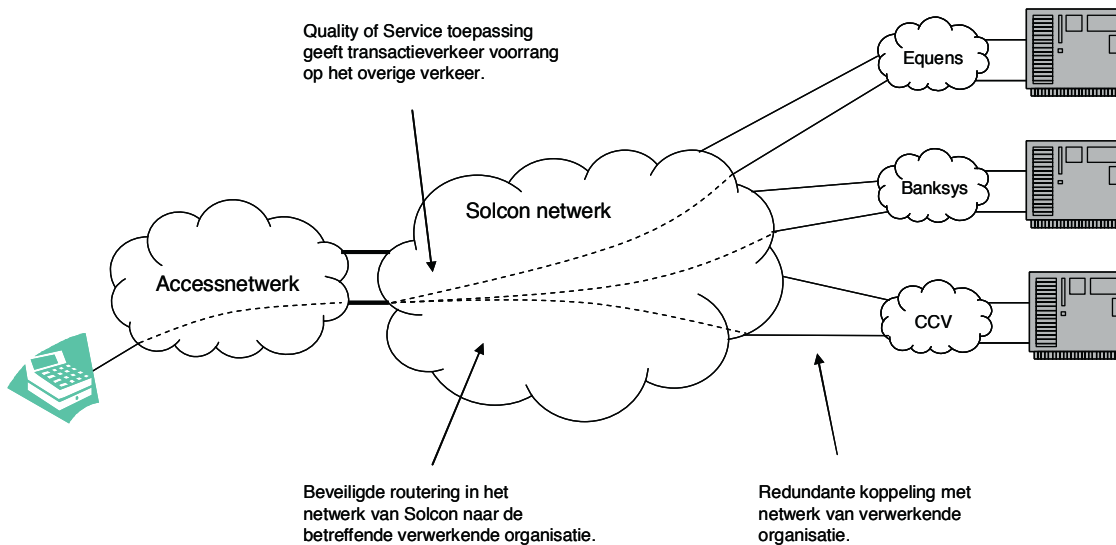 Quality of Service toepassing
geeft transactieverkeer voorrang
op het overige verkeer.
Equens
Banksys
Solcon netwerk
Accessnetwerk
CCV
Beveiligde routering in het
netwerk van Solcon naar de
betreffende verwerkende organisatie.
Redundante koppeling met
netwerk van verwerkende
organisatie.